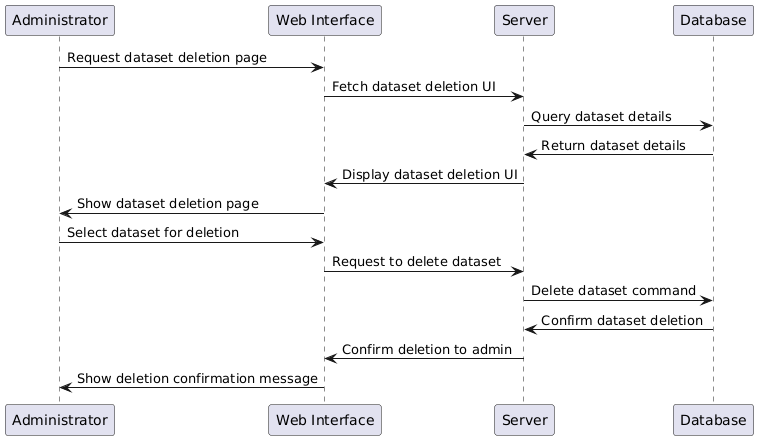 Administrator Web Interface Server Database
Request dataset deletion page
Fetch dataset deletion UI
Query dataset details
Return dataset details
Display dataset deletion UI
Show dataset deletion page
Select dataset for deletion
Request to delete dataset
Delete dataset command
Confirm dataset deletion
Confirm deletion to admin
Show deletion confirmation message
Administrator Web Interface Server Database